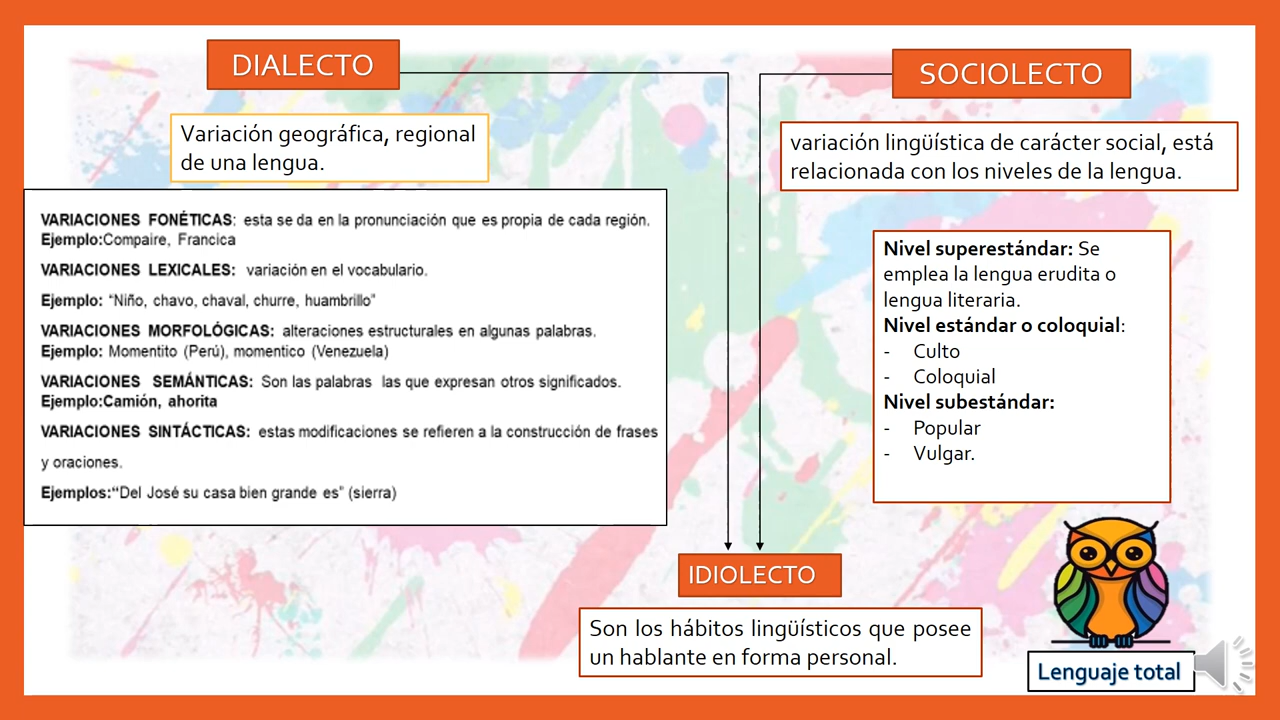 DIALECTO
Variación geográfica, regional
de una lengua.
VARIACIONES FONÉTICAS: esta se da en la pronunciación que es propia de cada región.
Ejemplo:Compaire, Francica
VARIACIONES LEXICALES: variación en el vocabulario.
Ejemplo: "Niño, chavo, chaval, churre, huambrillo"
VARIACIONES MORFOLÓGICAS: alteraciones estructurales en algunas palabras.
Ejemplo: Momentito (Perú), momentico (Venezuela)
VARIACIONES SEMÁNTICAS: Son las palabras las que expresan otros significados.
Ejemplo:Camión, ahorita
VARIACIONES SINTÁCTICAS: estas modificaciones se refieren a la construcción de frases
y oraciones.
Ejemplos:“Del José su casa bien grande es” (sierra)
SOCIOLECTO
variación lingüística de carácter social, está
relacionada con los niveles de la lengua.
Nivel superestándar: Se
emplea la lengua erudita o
lengua literaria.
Nivel estándar o coloquial:
- Culto
- Coloquial
Nivel subestándar:
- Popular
- Vulgar.
IDIOLECTO
Son los hábitos lingüísticos que posee
un hablante en forma personal.
Lenguaje total